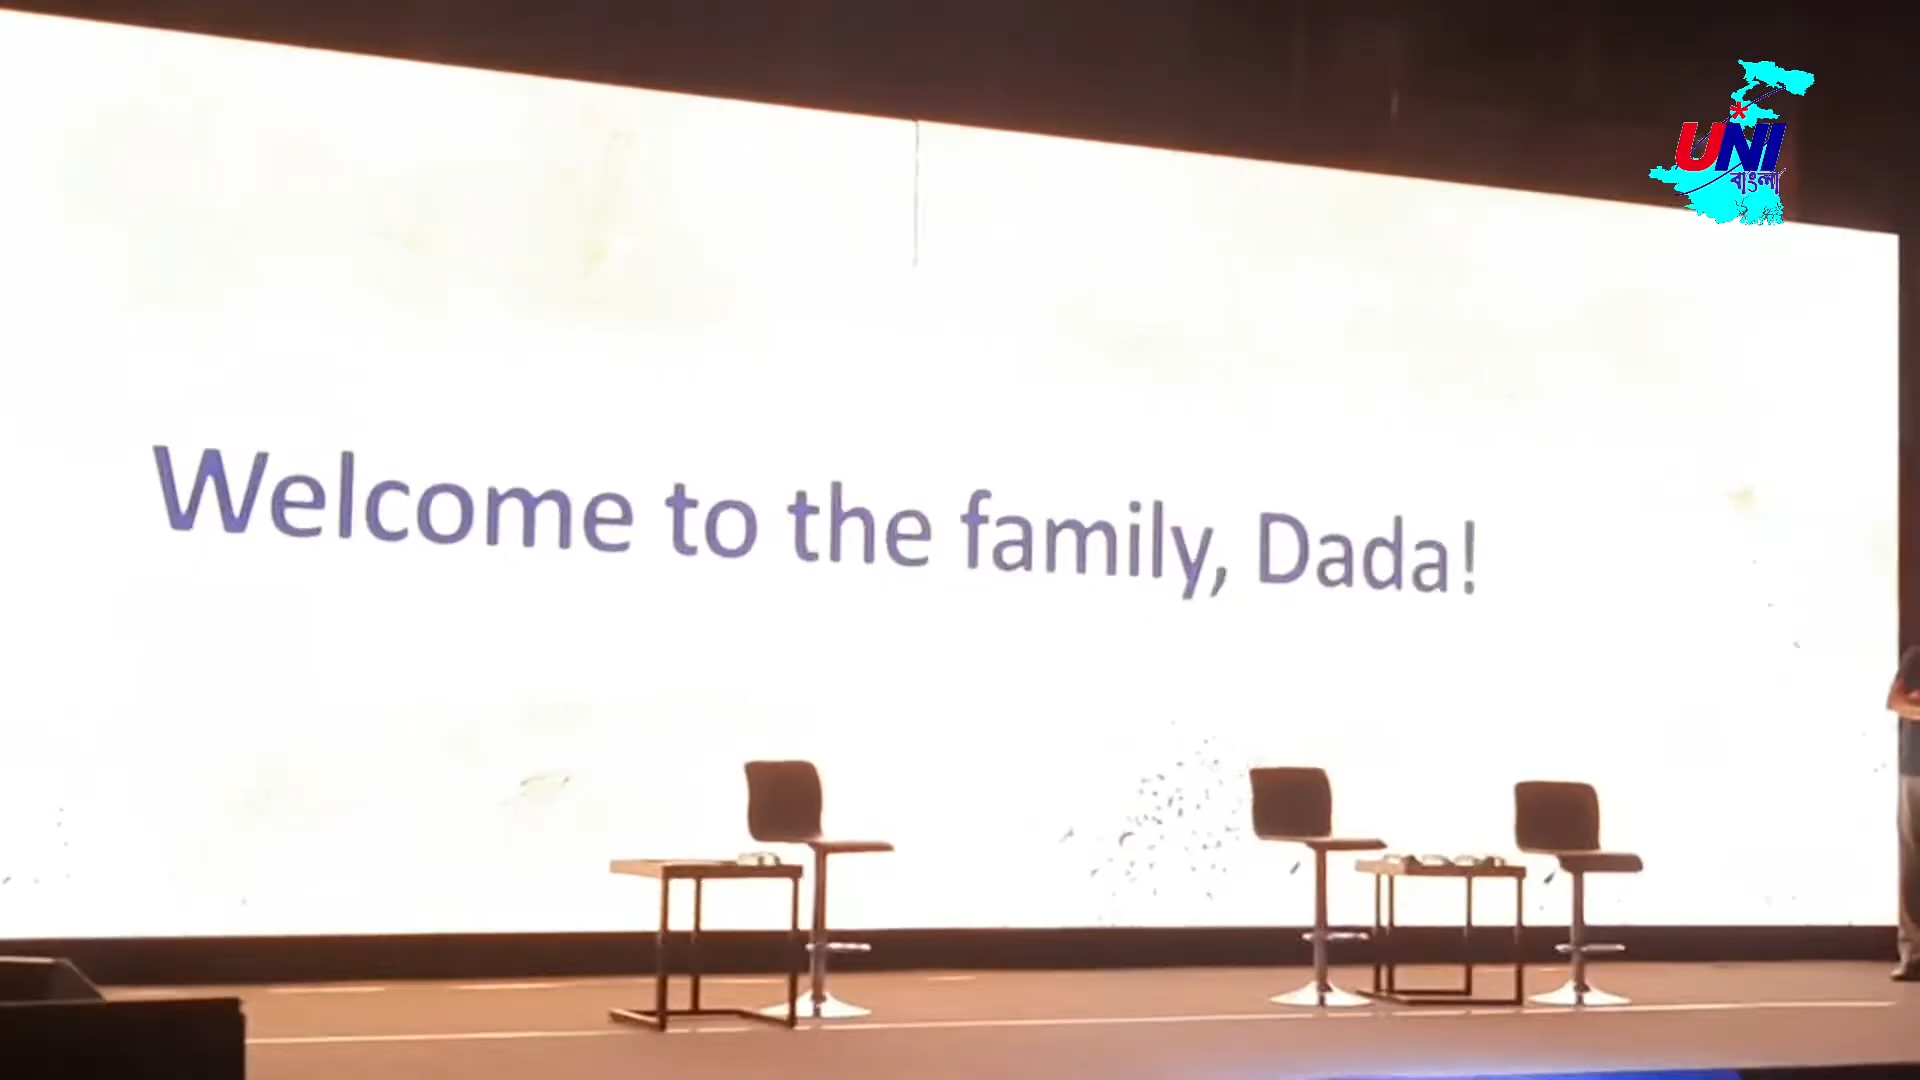 UNI
বাংলা
Welcome to the family, Dada!